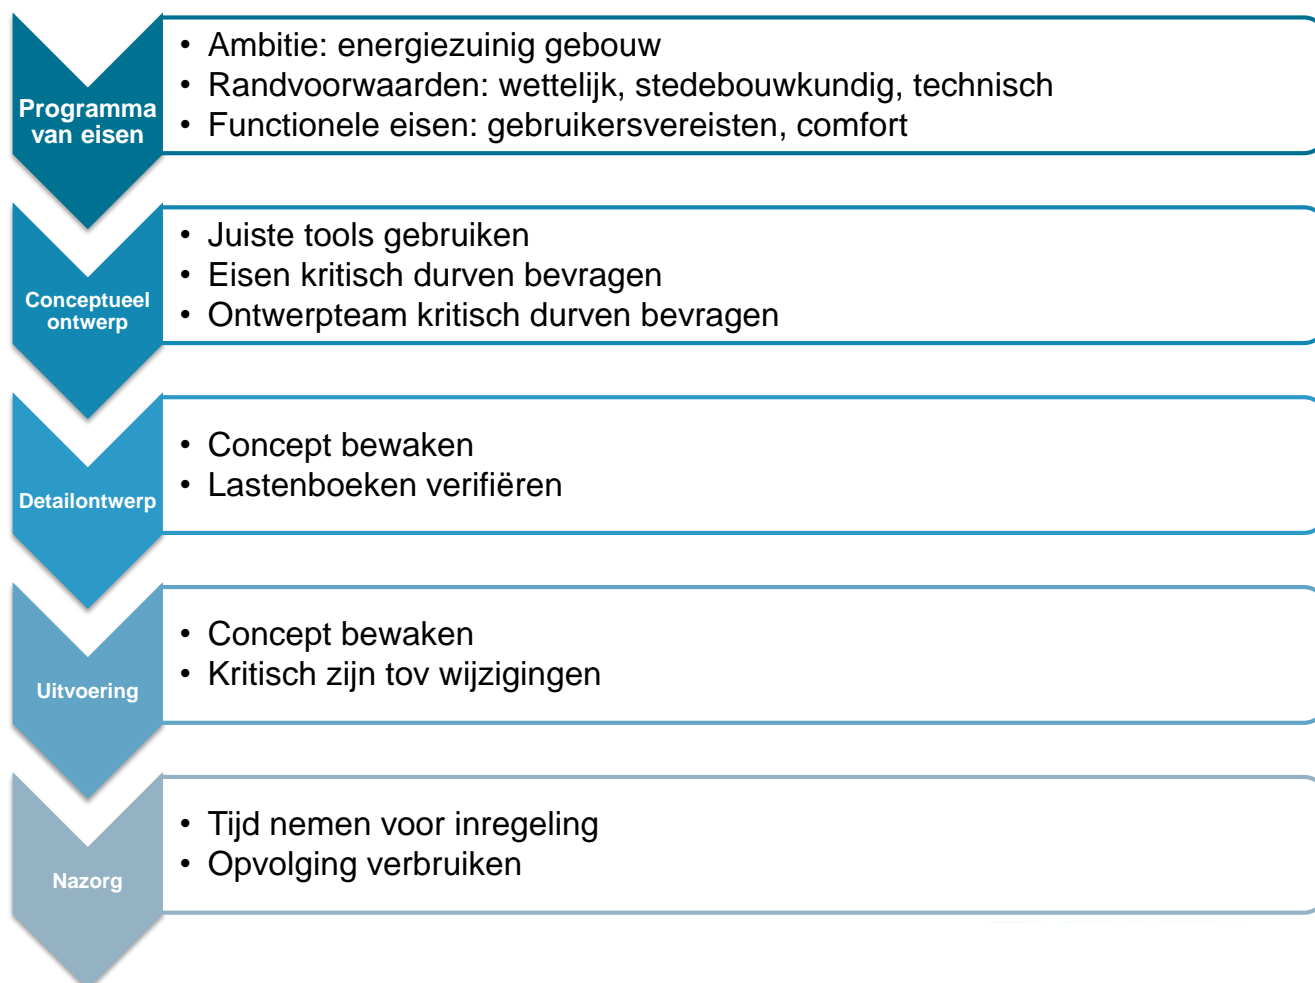 Programma
van eisen
• Ambitie: energiezuinig gebouw
• Randvoorwaarden: wettelijk, stedebouwkundig, technisch
• Functionele eisen: gebruikersvereisten, comfort
Conceptueel
ontwerp
• Juiste tools gebruiken
• Eisen kritisch durven bevragen
• Ontwerpteam kritisch durven bevragen
Detailontwerp
• Concept bewaken
• Lastenboeken verifiëren
Uitvoering
• Concept bewaken
• Kritisch zijn tov wijzigingen
Nazorg
• Tijd nemen voor inregeling
• Opvolging verbruiken